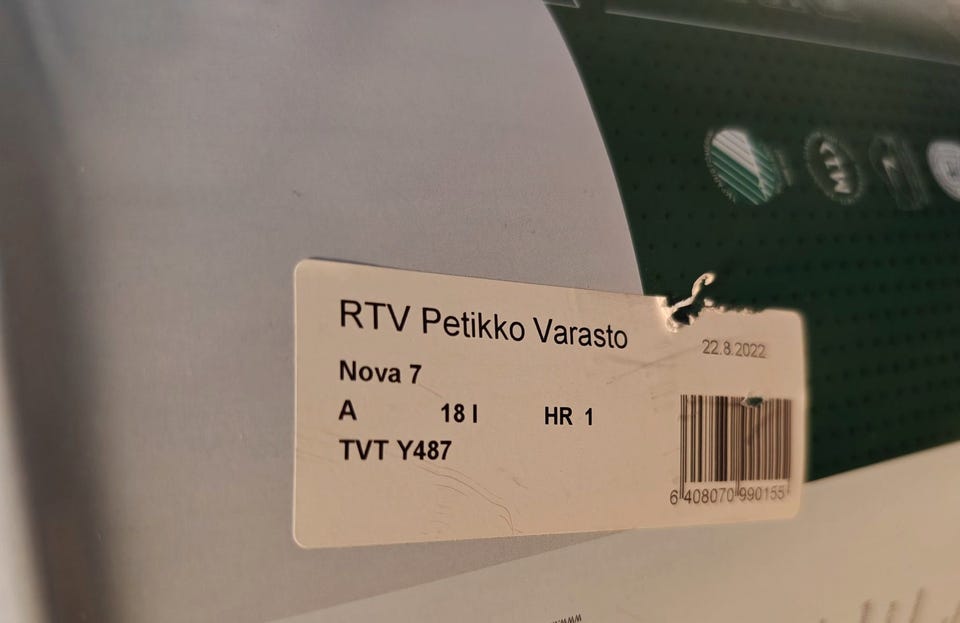 RTV Petikko Varasto
22.8.2022
Nova 7
A 18 l HR 1
TVT Y487
6 408070 990155